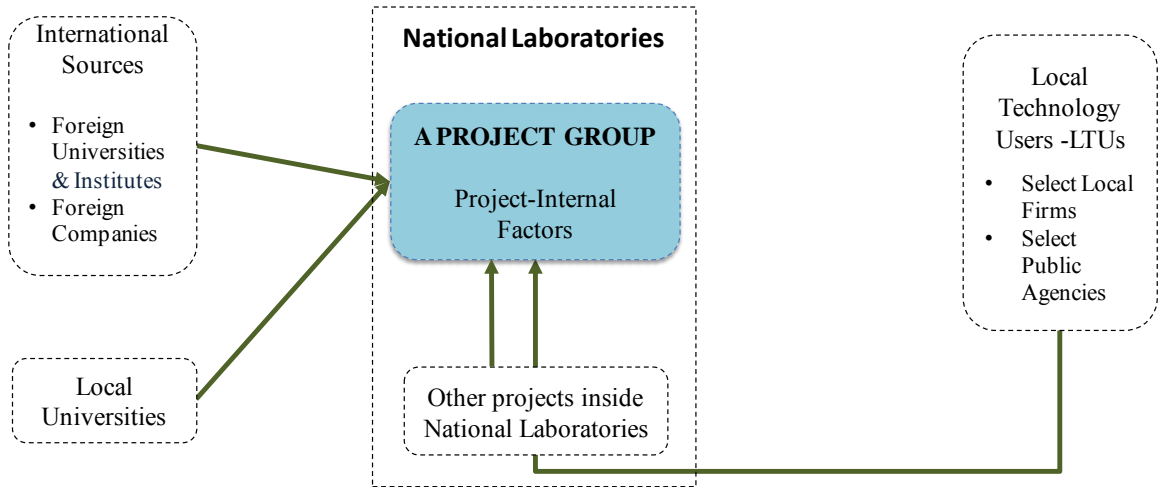 International
Sources
• Foreign
Universities
& Institutes
• Foreign
Companies
Local
Universities
National Laboratories
A PROJECT GROUP
Project-Internal
Factors
Other projects inside
National Laboratories
Local
Technology
Users -LTUs
• Select Local
Firms
• Select
Public
Agencies